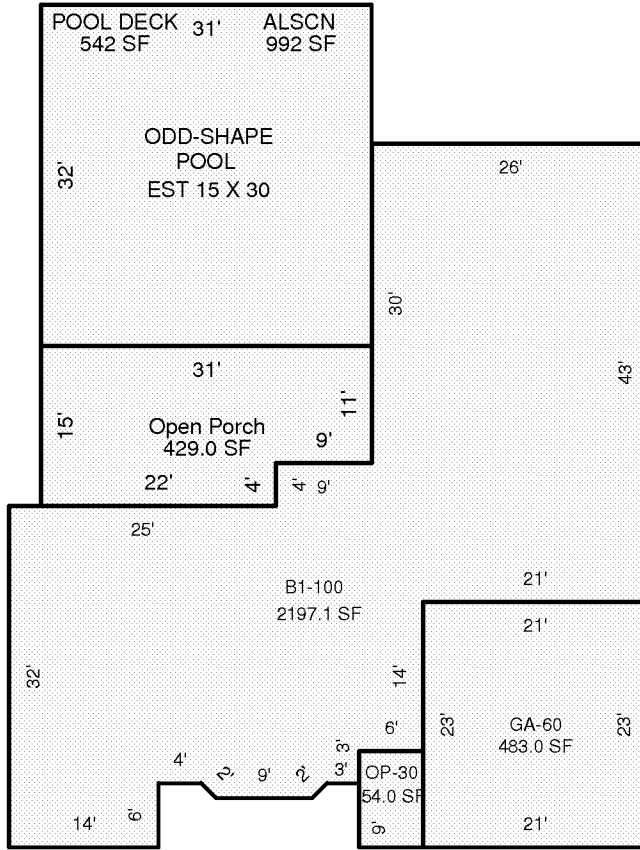 POOL DECK
542 SF
31'
ALSCN
992 SF
ODD-SHAPE
POOL
EST 15 X 30
32'
26'
30'
43'
31'
15'
11'
Open Porch
429.0 SF
9'
22'
4'
4'
9'
25'
21'
B1-100
2197.1 SF
21'
32'
14'
23'
GA-60
483.0 SF
23'
6'
3'
4'
2'
9'
2'
3'
OP-30
54.0 SF
14'
6'
9'
21'